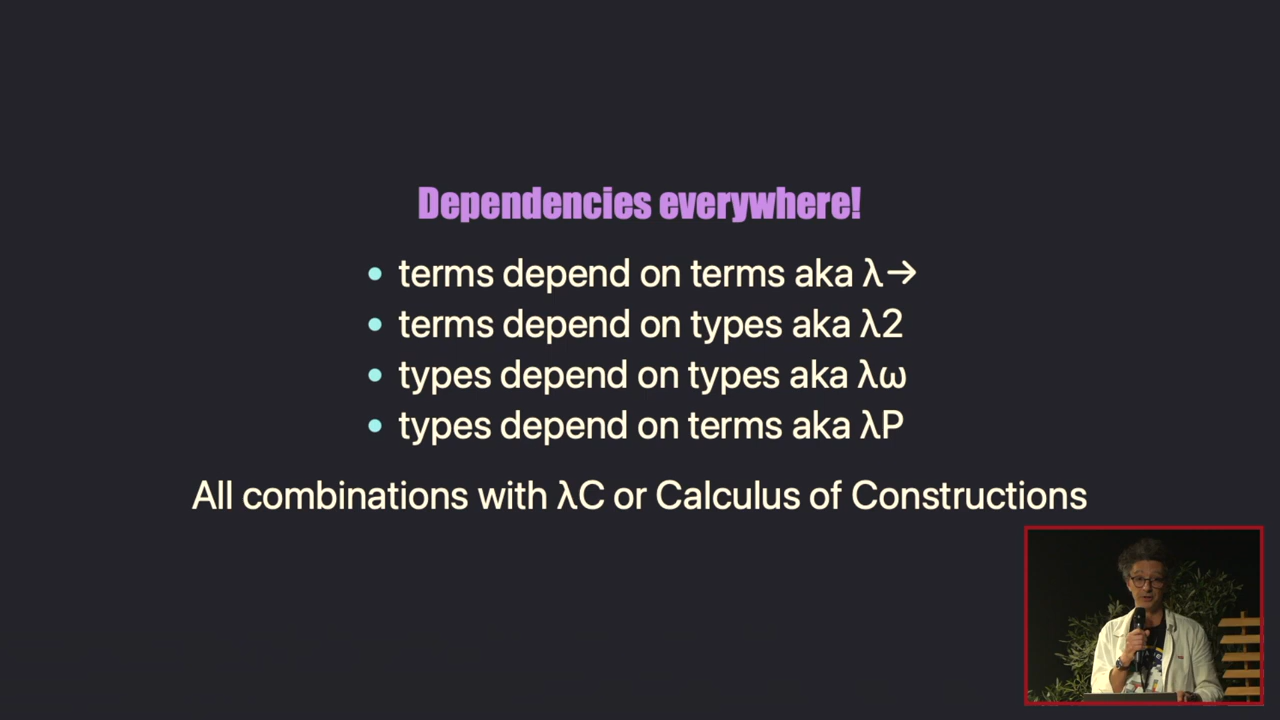 Dependencies everywhere!
terms depend on terms aka λ→
terms depend on types aka λ2
types depend on types aka λω
types depend on terms aka λP
All combinations with λC or Calculus of Constructions